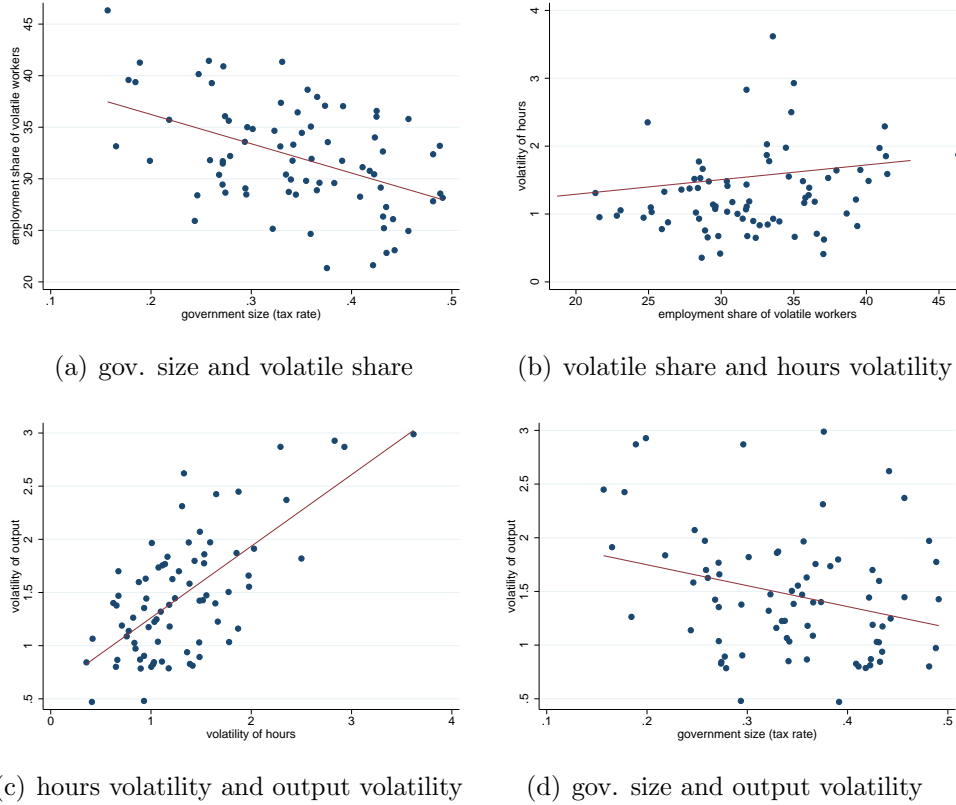 45
40
35
30
25
20
employment share of volatile workers
.1 .2 .3 .4 .5
government size (tax rate)
4
3
2
1
0
volatility of hours
20 25 30 35 40 45
employment share of volatile workers
(a) gov. size and volatile share
(b) volatile share and hours volatility
3
2.5
2
1.5
1
.5
volatility of output
0 1 2 3 4
volatility of hours
3
2.5
2
1.5
1
.5
volatility of output
.1 .2 .3 .4 .5
government size (tax rate)
(c) hours volatility and output volatility
(d) gov. size and output volatility